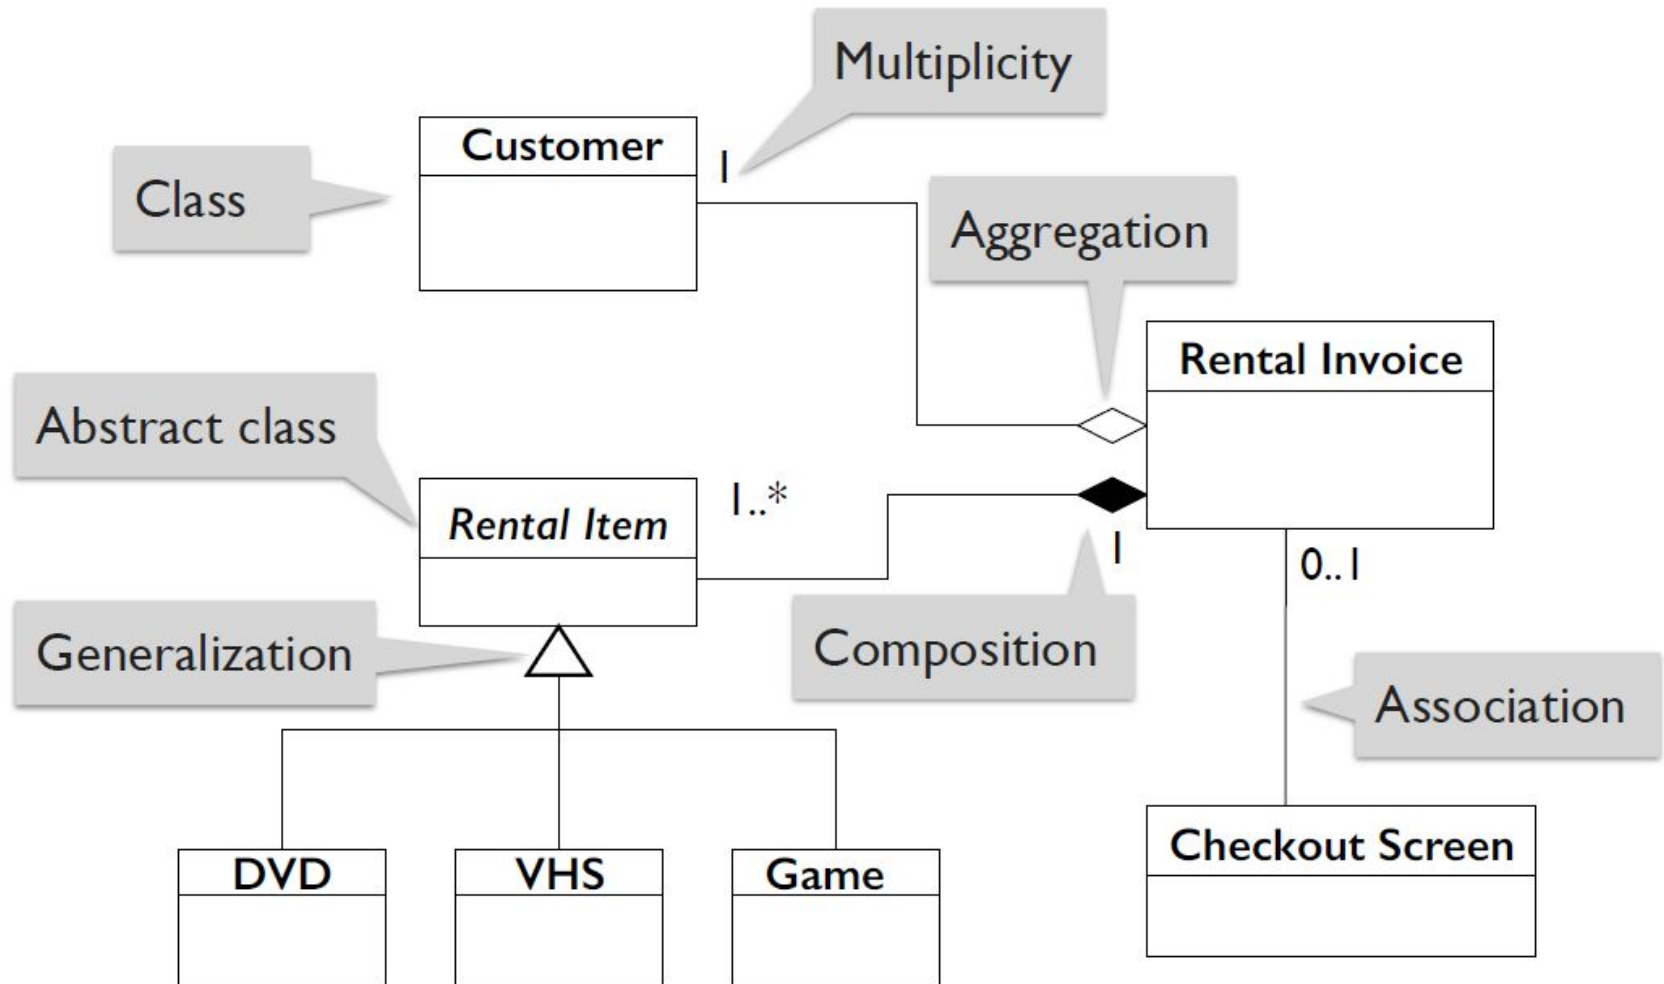 Multiplicity
Customer
1
Class
Aggregation
Rental Invoice
Abstract class
Rental Item
1..*
1
0..1
Generalization
Composition
Association
Checkout Screen
DVD
VHS
Game